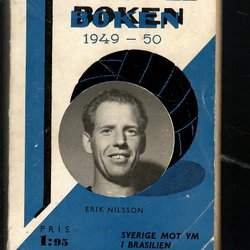 BOKEN
1949 - 50
ERIK NILSSON
PRIS
1:95
SVERIGE MOT VM
I BRASILIEN